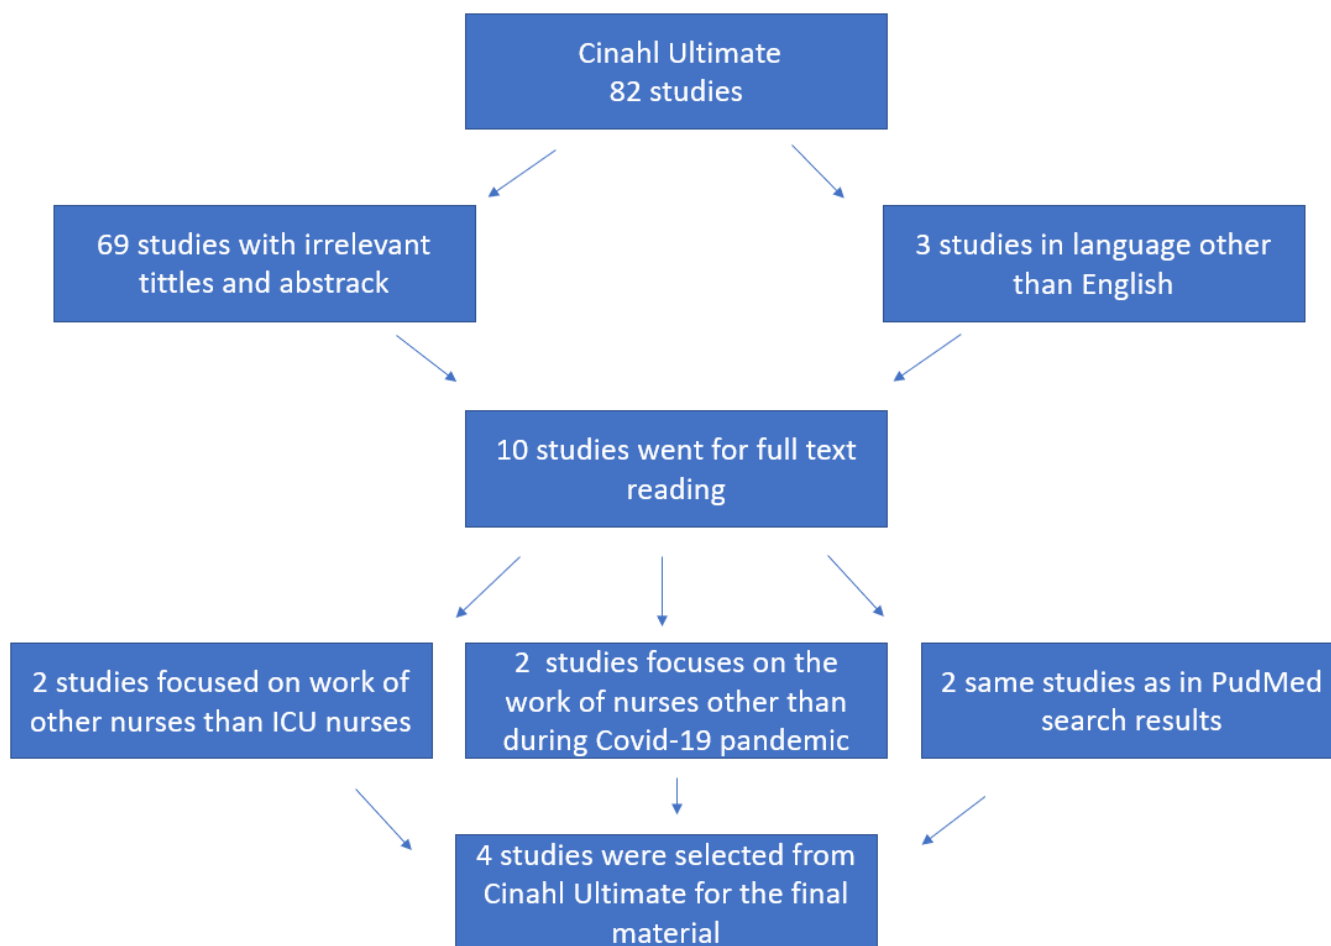 Cinahl Ultimate
82 studies
69 studies with irrelevant
tittles and abstrack
3 studies in language other
than English
10 studies went for full text
reading
2 studies focused on work of
other nurses than ICU nurses
2 studies focuses on the
work of nurses other than
during Covid-19 pandemic
2 same studies as in PudMed
search results
4 studies were selected from
Cinahl Ultimate for the final
material